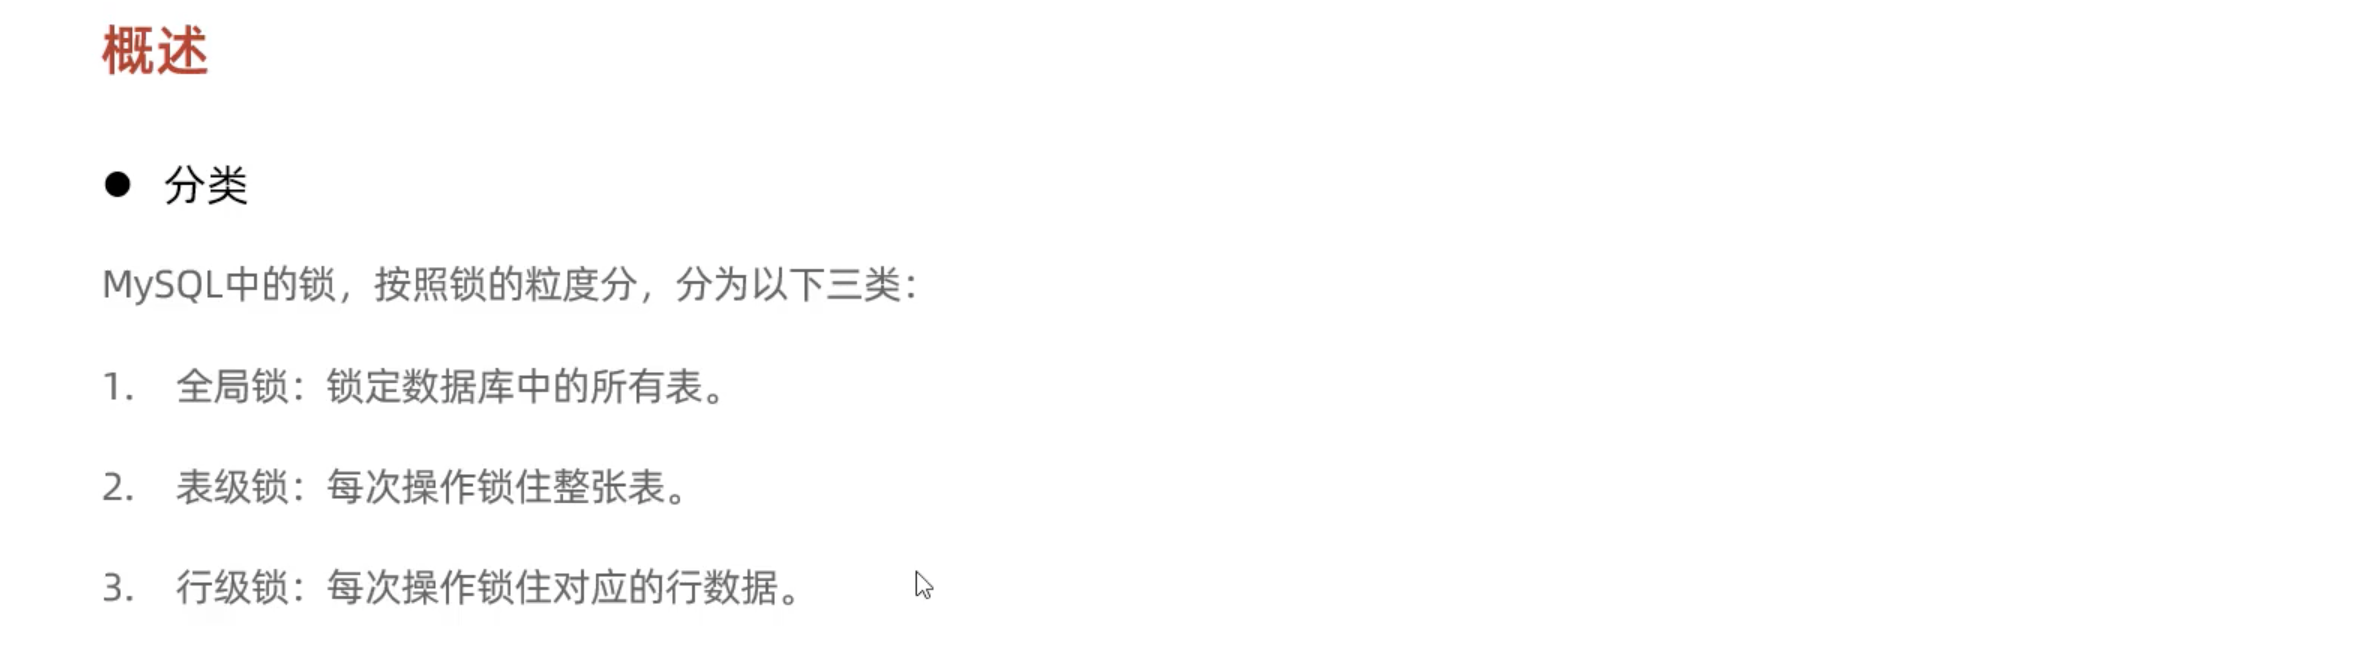 概述
● 分类
MySQL中的锁，按照锁的粒度分，分为以下三类：
1. 全局锁：锁定数据库中的所有表。
2. 表级锁：每次操作锁住整张表。
3. 行级锁：每次操作锁住对应的行数据。